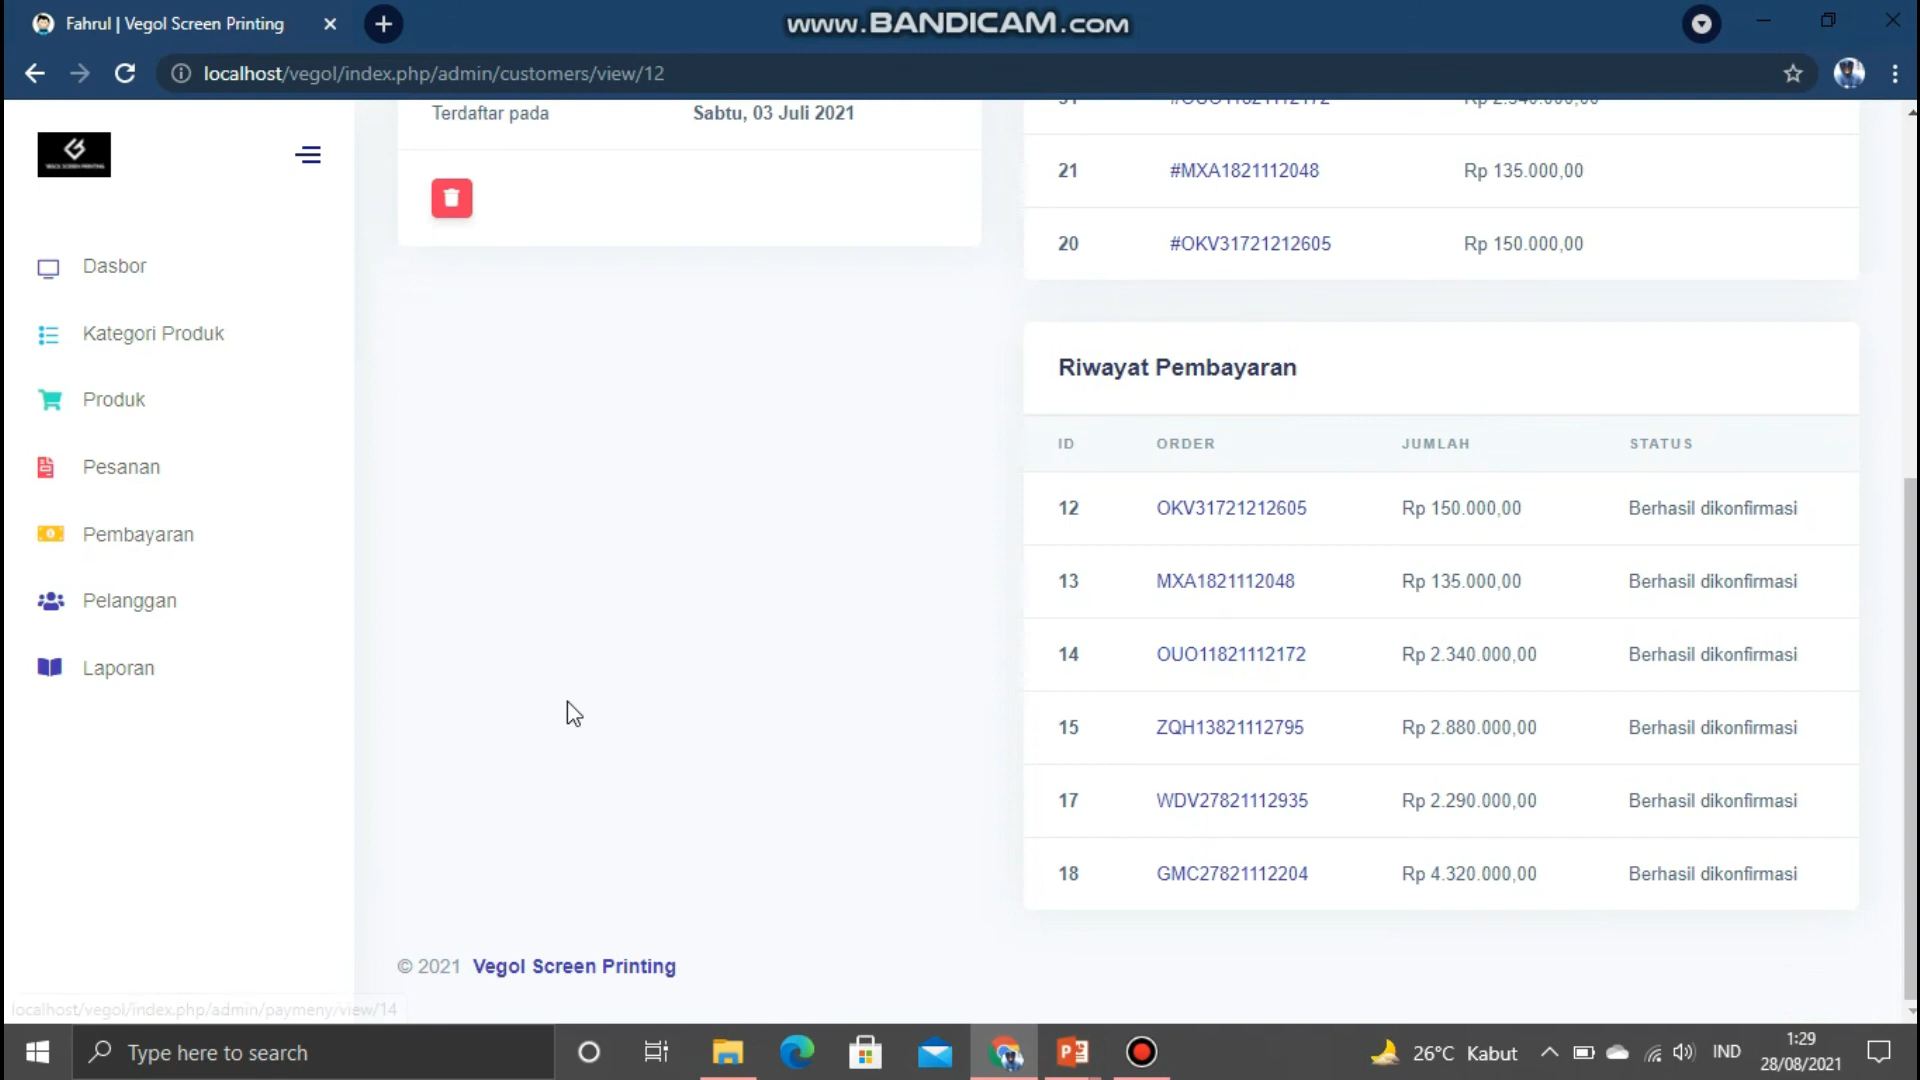 Fahrul | Vegol Screen Printing
www.BANDICAM.com
localhost/vegol/index.php/admin/customers/view/12
Dasbor
Kategori Produk
Produk
Pesanan
Pembayaran
Pelanggan
Laporan
Terdaftar pada Sabtu, 03 Juli 2021
21 #MXA1821112048 Rp 135.000,00
20 #OKV31721212605 Rp 150.000,00
Riwayat Pembayaran
ID ORDER JUMLAH STATUS
12 OKV31721212605 Rp 150.000,00 Berhasil dikonfirmasi
13 MXA1821112048 Rp 135.000,00 Berhasil dikonfirmasi
14 OUO11821112172 Rp 2.340.000,00 Berhasil dikonfirmasi
15 ZQH13821112795 Rp 2.880.000,00 Berhasil dikonfirmasi
17 WDV27821112935 Rp 2.290.000,00 Berhasil dikonfirmasi
18 GMC27821112204 Rp 4.320.000,00 Berhasil dikonfirmasi
© 2021 Vegol Screen Printing
localhost/vegol/index.php/admin/paymeny/view/14
Type here to search
26°C Kabut
IND
1:29
28/08/2021